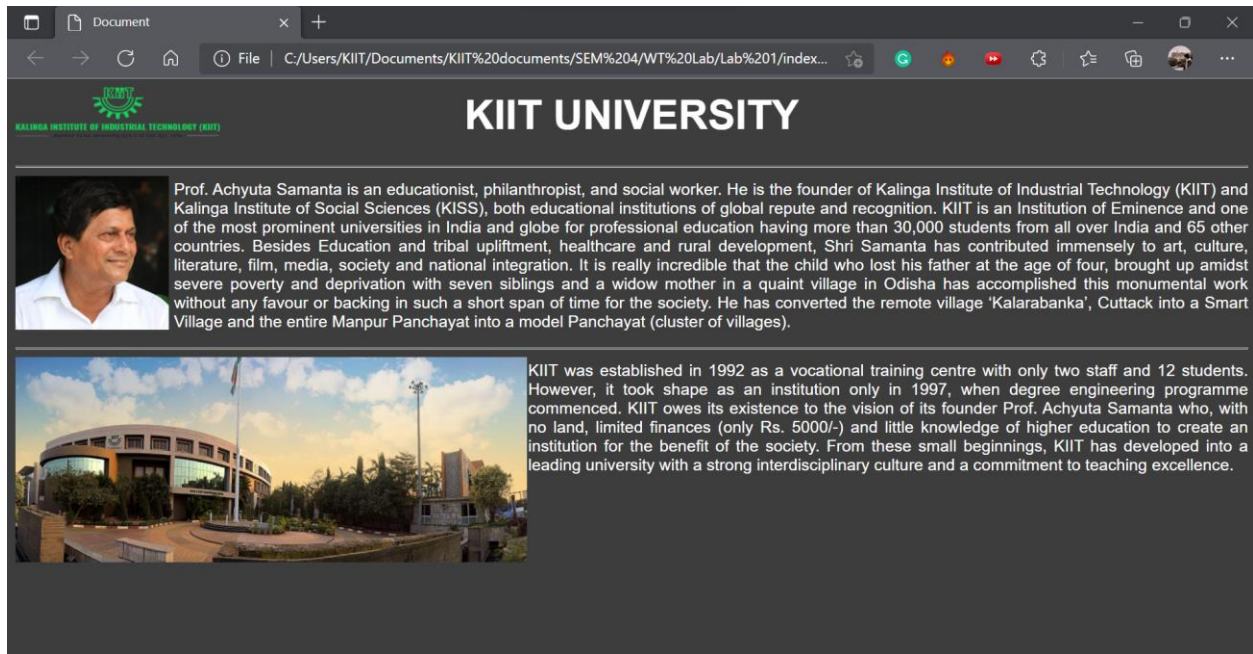 Document
File
C:/Users/KIIT/Documents/KIIT%20documents/SEM%204/WT%20Lab/Lab%201/index...
KIIT
KALINGA INSTITUTE OF INDUSTRIAL TECHNOLOGY (KIIT)
KIIT UNIVERSITY
Prof. Achyuta Samanta is an educationist, philanthropist, and social worker. He is the founder of Kalinga Institute of Industrial Technology (KIIT) and
Kalinga Institute of Social Sciences (KISS), both educational institutions of global repute and recognition. KIIT is an Institution of Eminence and one
of the most prominent universities in India and globe for professional education having more than 30,000 students from all over India and 65 other
countries. Besides Education and tribal upliftment, healthcare and rural development, Shri Samanta has contributed immensely to art, culture,
literature, film, media, society and national integration. It is really incredible that the child who lost his father at the age of four, brought up amidst
severe poverty and deprivation with seven siblings and a widow mother in a quaint village in Odisha has accomplished this monumental work
without any favour or backing in such a short span of time for the society. He has converted the remote village ‘Kalarabanka’, Cuttack into a Smart
Village and the entire Manpur Panchayat into a model Panchayat (cluster of villages).
KIIT was established in 1992 as a vocational training centre with only two staff and 12 students.
However, it took shape as an institution only in 1997, when degree engineering programme
commenced. KIIT owes its existence to the vision of its founder Prof. Achyuta Samanta who, with
no land, limited finances (only Rs. 5000/-) and little knowledge of higher education to create an
institution for the benefit of the society. From these small beginnings, KIIT has developed into a
leading university with a strong interdisciplinary culture and a commitment to teaching excellence.